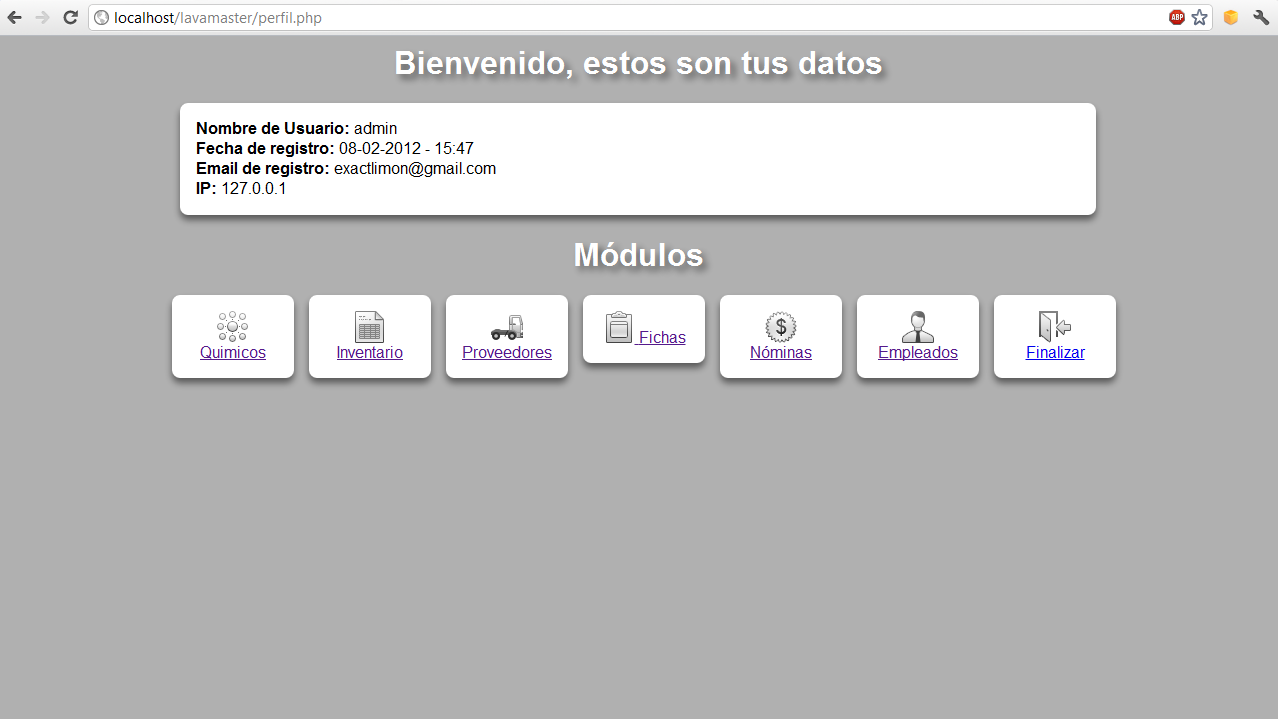 localhost/lavamaster/perfil.php
ABP
Bienvenido, estos son tus datos
Nombre de Usuario: admin
Fecha de registro: 08-02-2012 - 15:47
Email de registro: exactlimon@gmail.com
IP: 127.0.0.1
Módulos
Quimicos
Inventario
Proveedores
Fichas
$
Nóminas
Empleados
Finalizar